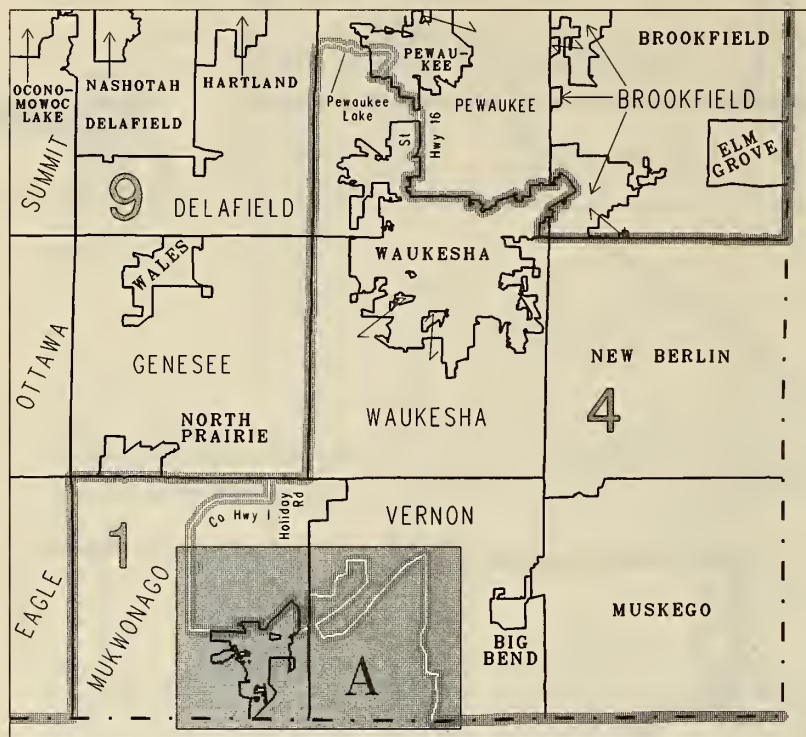 OCONO-
MOWOC
LAKE
NASHOTAH
DELAFIELD
HARTLAND
SUMMIT
9
DELAFIELD
Pewaukee
Lake
PEWAU-
KEE
PEWAUKEE
St Hwy 16
BROOKFIELD
BROOKFIELD
ELM
GROVE
WALES
WAUKESHA
OTTAWA
GENESEE
NORTH
PRAIRIE
WAUKESHA
NEW BERLIN
4
EAGLE
1
MUKWONAGO
Co Hwy I
Holiday
Rd
VERNON
A
BIG
BEND
MUSKEGO